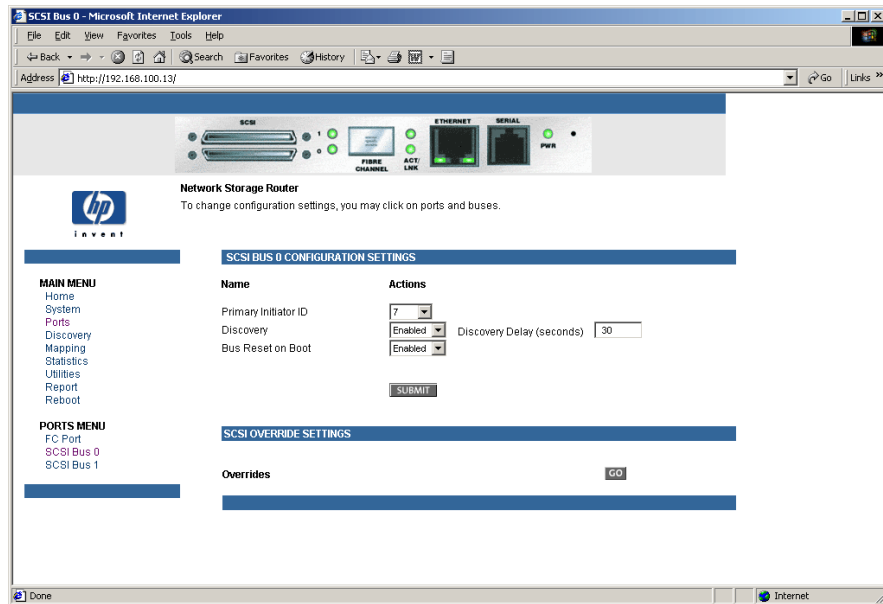 SCSI Bus 0 - Microsoft Internet Explorer
File Edit View Favorites Tools Help
Back Search Favorites History
Address http://192.168.100.13/ Go Links »
SCSI ETHERNET SERIAL
1
0
FIBRE CHANNEL ACT/ LNK PWR
Network Storage Router
To change configuration settings, you may click on ports and buses.
hp
invent
SCSI BUS 0 CONFIGURATION SETTINGS
MAIN MENU
Home
System
Ports
Discovery
Mapping
Statistics
Utilities
Report
Reboot
PORTS MENU
FC Port
SCSI Bus 0
SCSI Bus 1
Name Actions
Primary Initiator ID 7
Discovery Enabled Discovery Delay (seconds) 30
Bus Reset on Boot Enabled
SUBMIT
SCSI OVERRIDE SETTINGS
Overrides GO
Done Internet